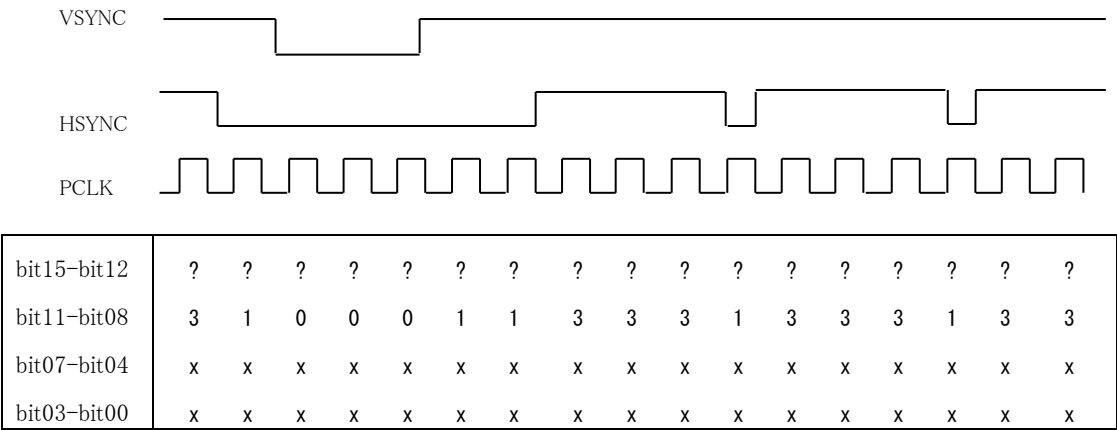 VSYNC
HSYNC
PCLK
bit15-bit12 ? ? ? ? ? ? ? ? ? ? ? ? ? ? ? ? ?
bit11-bit08 3 1 0 0 0 1 1 3 3 3 1 3 3 3 1 3 3
bit07-bit04 x x x x x x x x x x x x x x x x x
bit03-bit00 x x x x x x x x x x x x x x x x x